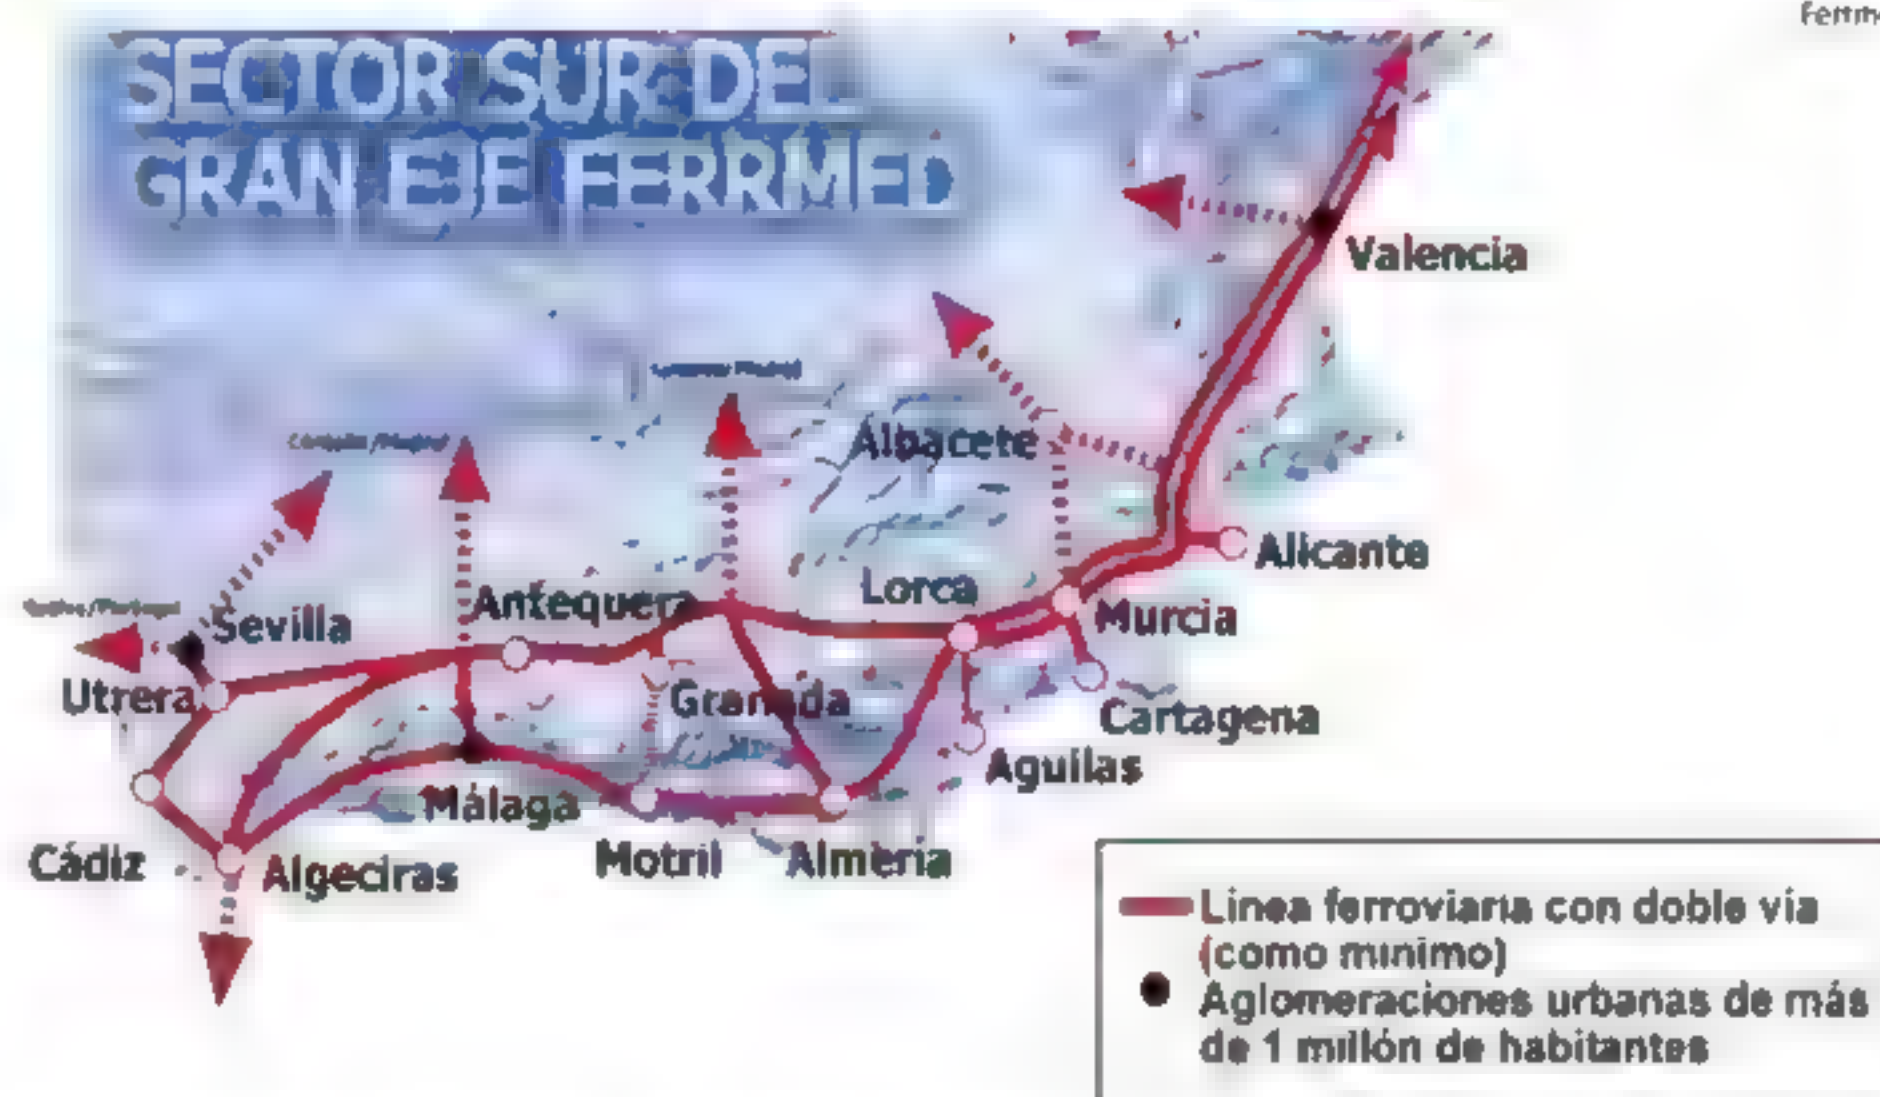 SECTOR SUR DEL
GRAN EJE FERRMED
Valencia
Albacete
Alicante
Lorca
Antequera
Murcia
Sevilla
Utrera
Granada
Cartagena
Aguilas
Málaga
Motril
Almería
Cádiz
Algeciras
Línea ferroviaria con doble vía
(como mínimo)
Aglomeraciones urbanas de más
de 1 millón de habitantes